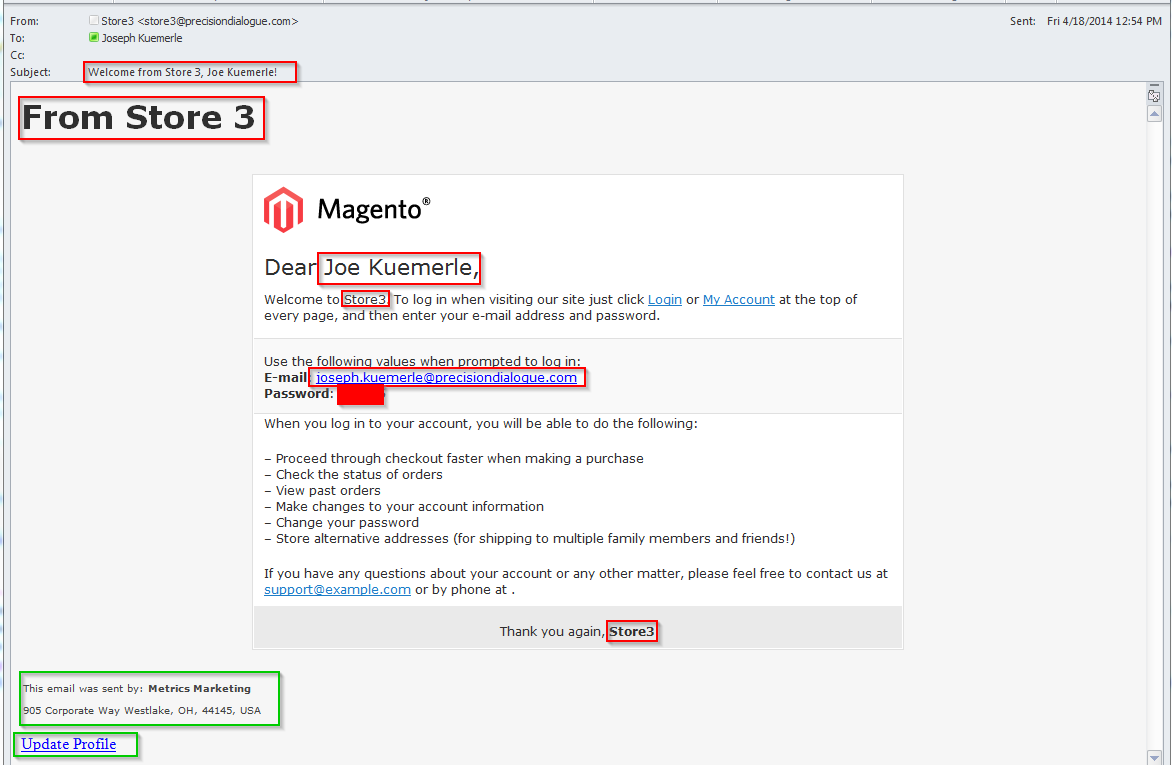 From: Store3 <store3@precisiondialogue.com> Sent: Fri 4/18/2014 12:54 PM
To: Joseph Kuemerle
Cc:
Subject: Welcome from Store 3, Joe Kuemerle!
From Store 3
Magento®
Dear Joe Kuemerle,
Welcome to Store3. To log in when visiting our site just click Login or My Account at the top of
every page, and then enter your e-mail address and password.
Use the following values when prompted to log in:
E-mail: joseph.kuemerle@precisiondialogue.com
Password:
When you log in to your account, you will be able to do the following:
– Proceed through checkout faster when making a purchase
– Check the status of orders
– View past orders
– Make changes to your account information
– Change your password
– Store alternative addresses (for shipping to multiple family members and friends!)
If you have any questions about your account or any other matter, please feel free to contact us at
support@example.com or by phone at .
Thank you again, Store3
This email was sent by: Metrics Marketing
905 Corporate Way Westlake, OH, 44145, USA
Update Profile